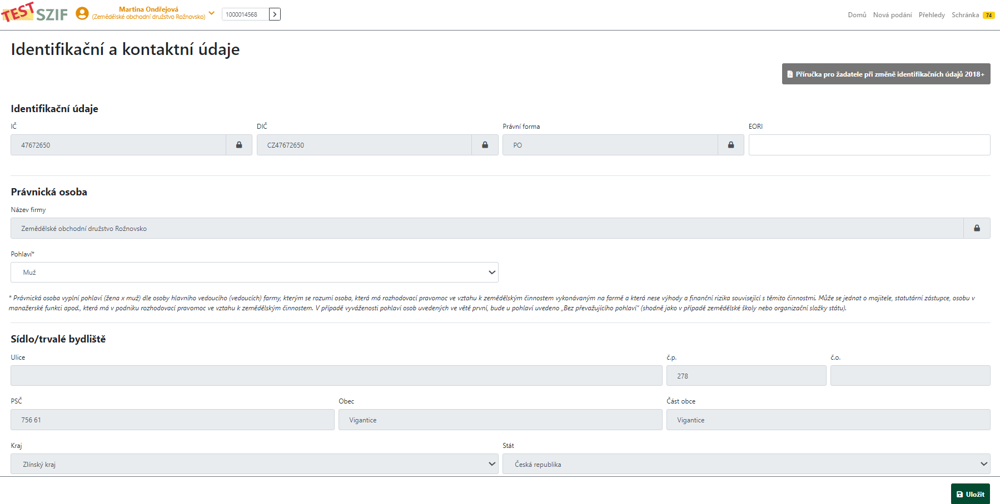 TEST SZIF
Martina Ondřejová
(Zemědělské obchodní družstvo Rožnovsko)
1000014568
Domů Nová podání Přehledy Schránka 74
Identifikační a kontaktní údaje
Příručka pro žadatele při změně identifikačních údajů 2018+
Identifikační údaje
IČ DIČ Právní forma EORI
47672650 CZ47672650 PO
Právnická osoba
Název firmy
Zemědělské obchodní družstvo Rožnovsko
Pohlaví*
Muž
* Právnická osoba vyplní pohlaví (žena x muž) dle osoby hlavního vedoucího (vedoucích) farmy, kterým se rozumí osoba, která má rozhodovací pravomoc ve vztahu k zemědělským činnostem vykonávaným na farmě a která nese výhody a finanční rizika související s těmito činnostmi. Může se jednat o majitele, statutární zástupce, osobu v
manažerské funkci apod., která má v podniku rozhodovací pravomoc ve vztahu k zemědělským činnostem. V případě vyváženosti pohlaví osob uvedených ve větě první, bude u pohlaví uvedeno „Bez převažujícího pohlaví“ (shodně jako v případě zemědělské školy nebo organizační složky státu).
Sídlo/trvalé bydliště
Ulice č.p. č.o.
278
PSČ Obec Část obce
756 61 Vigantice Vigantice
Kraj Stát
Zlínský kraj Česká republika
Uložit